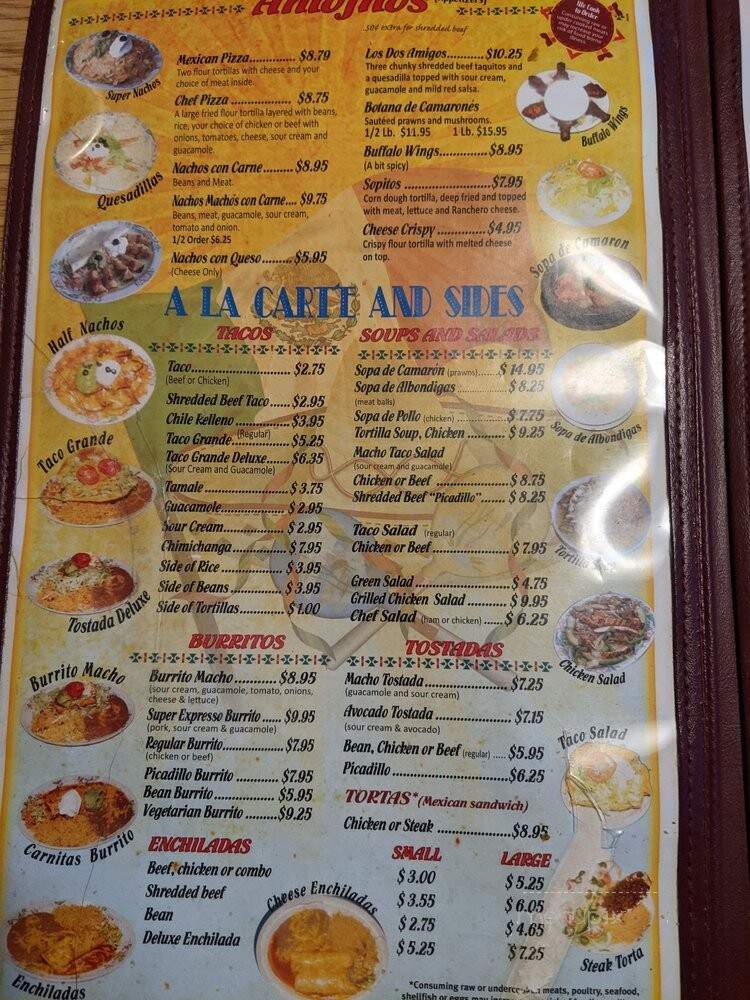 Antojitos (Appetizers)
.50¢ extra for shredded beef
We Cook
to Order
Super Nachos
Quesadillas
Half Nachos
Taco Grande
Tostada Deluxe
Burrito Macho
Carnitas Burrito
Enchiladas
Mexican Pizza............. $8.79
Two flour tortillas with cheese and your
choice of meat inside.
Chef Pizza ................. $8.75
A large fried flour tortilla layered with beans,
rice, your choice of chicken or beef with
onions, tomatoes, cheese, sour cream and
guacamole.
Nachos con Carne........$8.95
Beans and Meat.
Nachos Machos con Carne.... $9.75
Beans, meat, guacamole, sour cream,
tomato and onion.
1/2 Order $6.25
Nachos con Queso.........$5.95
(Cheese Only)
Los Dos Amigos..........$10.25
Three chunky shredded beef taquitos and
a quesadilla topped with sour cream,
guacamole and mild red salsa.
Botana de Camarones
Sautéed prawns and mushrooms.
1/2 Lb. $11.95 1 Lb. $15.95
Buffalo Wings.............$8.95
(A bit spicy)
Sopitos .......................$7.95
Corn dough tortilla, deep fried and topped
with meat, lettuce and Ranchero cheese.
Cheese Crispy ..............$4.95
Crispy flour tortilla with melted cheese
on top.
Buffalo Wings
Sopa de Camaron
Sopa de Albondigas
Chicken Salad
Taco Salad
Steak Torta
A LA CARTE AND SIDES
TACOS
Taco............................ $2.75
(Beef or Chicken)
Shredded Beef Taco ..... $2.95
Chile Relleno ................$3.95
(Regular)
Taco Grande.................$5.25
Taco Grande Deluxe...... $6.35
(Sour Cream and Guacamole)
Tamale ........................ $ 3.75
Guacamole................... $ 2.95
Sour Cream.................. $ 2.95
Chimichanga ................ $ 7.95
Side of Rice .................. $ 3.95
Side of Beans ................ $ 3.95
Side of Tortillas............ $ 1.00
SOUPS AND SALADS
Sopa de Camarón (prawns)......$ 14.95
Sopa de Albondigas .............. $ 8.25
(meat balls)
Sopa de Pollo (chicken) ............$ 7.75
Tortilla Soup, Chicken .......... $ 9.25
Macho Taco Salad
(sour cream and guacamole)
Chicken or Beef .................. $ 8.75
Shredded Beef "Picadillo"....... $ 8.25
Taco Salad (regular)
Chicken or Beef....................$ 7.95
Green Salad ........................ $ 4.75
Grilled Chicken Salad .......... $ 9.95
Chef Salad (ham or chicken) ......$ 6.25
BURRITOS
Burrito Macho........... $8.95
(sour cream, guacamole, tomato, onions,
cheese & lettuce)
Super Expresso Burrito ...... $9.95
(pork, sour cream & guacamole)
Regular Burrito................$7.95
(chicken or beef)
Picadillo Burrito ............ $7.95
Bean Burrito................. $5.95
Vegetarian Burrito .........$9.25
TOSTADAS
Macho Tostada..................... $7.25
(guacamole and sour cream)
Avocado Tostada .................. $7.15
(sour cream & avocado)
Bean, Chicken or Beef (regular) ..... $5.95
Picadillo..............................$6.25
TORTAS* (Mexican sandwich)
Chicken or Steak ..................$8.95
ENCHILADAS
SMALL LARGE
Beef, chicken or combo $ 3.00 $ 5.25
Shredded beef $ 3.55 $ 6.05
Bean $ 2.75 $ 4.65
Deluxe Enchilada $ 5.25 $ 7.25
Cheese Enchiladas
*Consuming raw or undercooked meats, poultry, seafood,
shellfish or eggs may